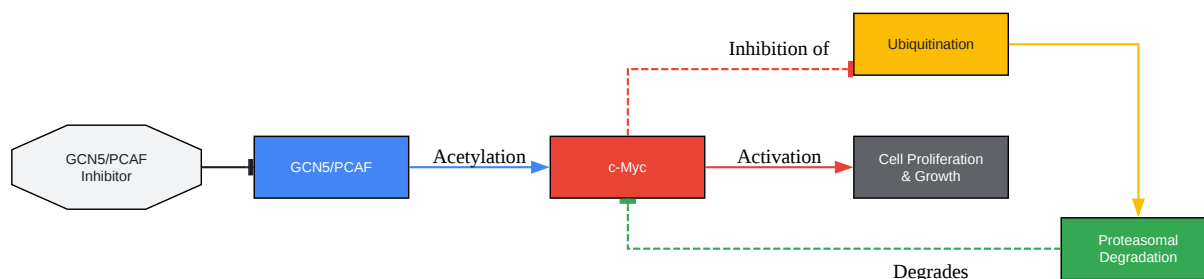 Inhibition of
Ubiquitination
GCN5/PCAF
Inhibitor
GCN5/PCAF
Acetylation
c-Myc
Activation
Cell Proliferation
& Growth
Proteasomal
Degradation
Degrades